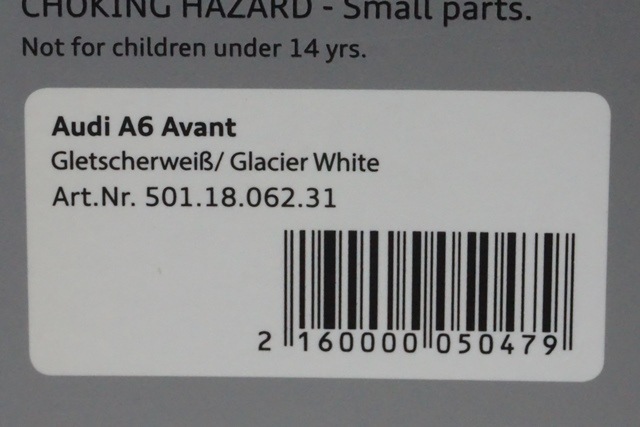 CHOKING HAZARD - Small parts.
Not for children under 14 yrs.
Audi A6 Avant
Gletscherweiß/ Glacier White
Art.Nr. 501.18.062.31
2 160000 050479